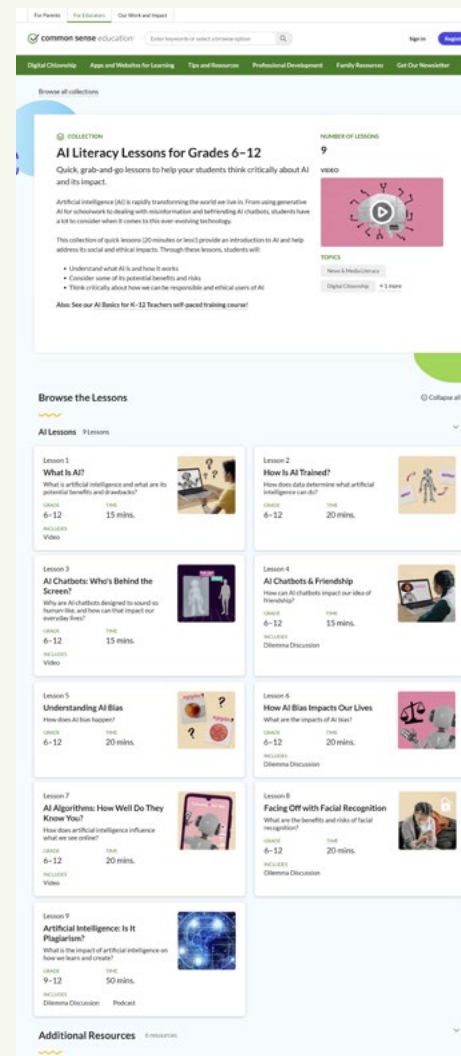 For Parents For Educators Our Work and Impact
common sense education Enter keywords or select a browse option Sign in
Digital Citizenship Apps and Websites for Learning Tips and Resources Professional Development Family Resources Get Our Newsletter
Browse all collections
COLLECTION
AI Literacy Lessons for Grades 6–12
Quick, grab-and-go lessons to help your students think critically about AI
and its impact.
Artificial intelligence (AI) is rapidly transforming the world we live in. From using generative
AI for schoolwork to dealing with misinformation and befriending AI chatbots, students have
a lot to consider when it comes to this ever-evolving technology.
This collection of quick lessons (20 minutes or less) provide an introduction to AI and help
address its social and ethical impacts. Through these lessons, students will:
• Understand what AI is and how it works
• Consider some of its potential benefits and risks
• Think critically about how we can be responsible and ethical users of AI
Also: See our AI Basics for K–12 Teachers self-paced training course!
NUMBER OF LESSONS
9
VIDEO
TOPICS
News & Media Literacy
Digital Citizenship + 1 more
Browse the Lessons Collapse all
AI Lessons 9 Lessons
Lesson 1
What Is AI?
What is artificial intelligence and what are its
potential benefits and drawbacks?
GRADE TIME
6–12 15 mins.
INCLUDES
Video
Lesson 2
How Is AI Trained?
How does data determine what artificial
intelligence can do?
GRADE TIME
6–12 20 mins.
Lesson 3
AI Chatbots: Who's Behind the
Screen?
Why are AI chatbots designed to sound so
human-like, and how can that impact our
everyday lives?
GRADE TIME
6–12 15 mins.
INCLUDES
Video
Lesson 4
AI Chatbots & Friendship
How can AI chatbots impact our idea of
friendship?
GRADE TIME
6–12 15 mins.
INCLUDES
Dilemma Discussion
Lesson 5
Understanding AI Bias
How does AI bias happen?
GRADE TIME
6–12 20 mins.
Lesson 6
How AI Bias Impacts Our Lives
What are the impacts of AI bias?
GRADE TIME
6–12 20 mins.
INCLUDES
Dilemma Discussion
Lesson 7
AI Algorithms: How Well Do They
Know You?
How does artificial intelligence influence
what we see online?
GRADE TIME
6–12 20 mins.
INCLUDES
Video
Lesson 8
Facing Off with Facial Recognition
What are the benefits and risks of facial
recognition?
GRADE TIME
6–12 20 mins.
INCLUDES
Dilemma Discussion
Lesson 9
Artificial Intelligence: Is It
Plagiarism?
What is the impact of artificial intelligence on
how we learn and create?
GRADE TIME
9–12 50 mins.
INCLUDES
Dilemma Discussion Podcast
Additional Resources 6 resources